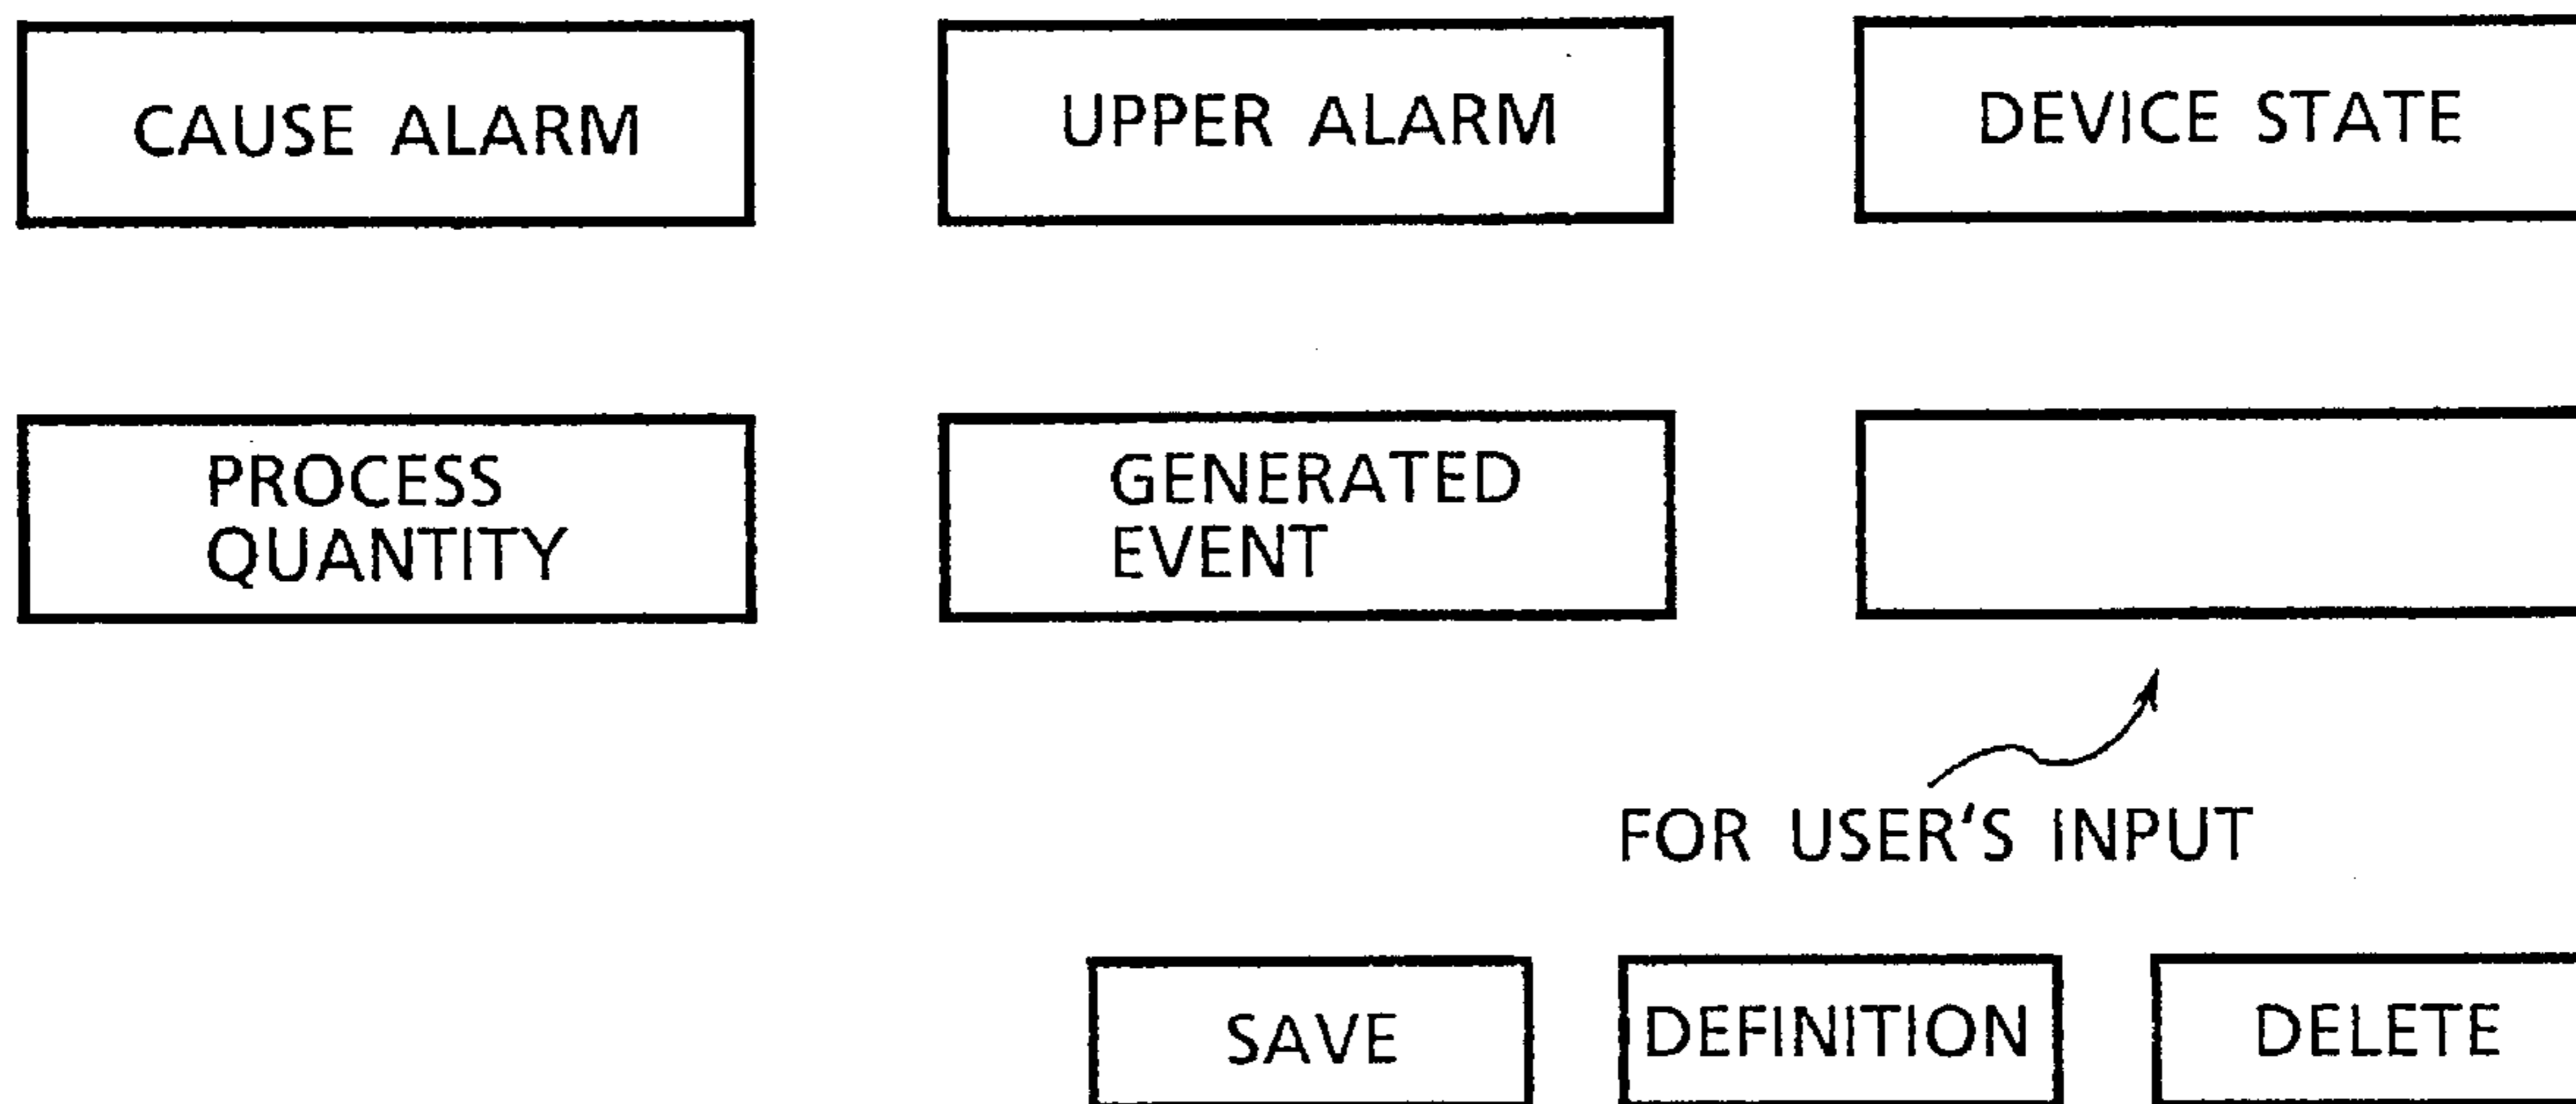 CAUSE ALARM
UPPER ALARM
DEVICE STATE
PROCESS
QUANTITY
GENERATED
EVENT
FOR USER'S INPUT
SAVE
DEFINITION
DELETE